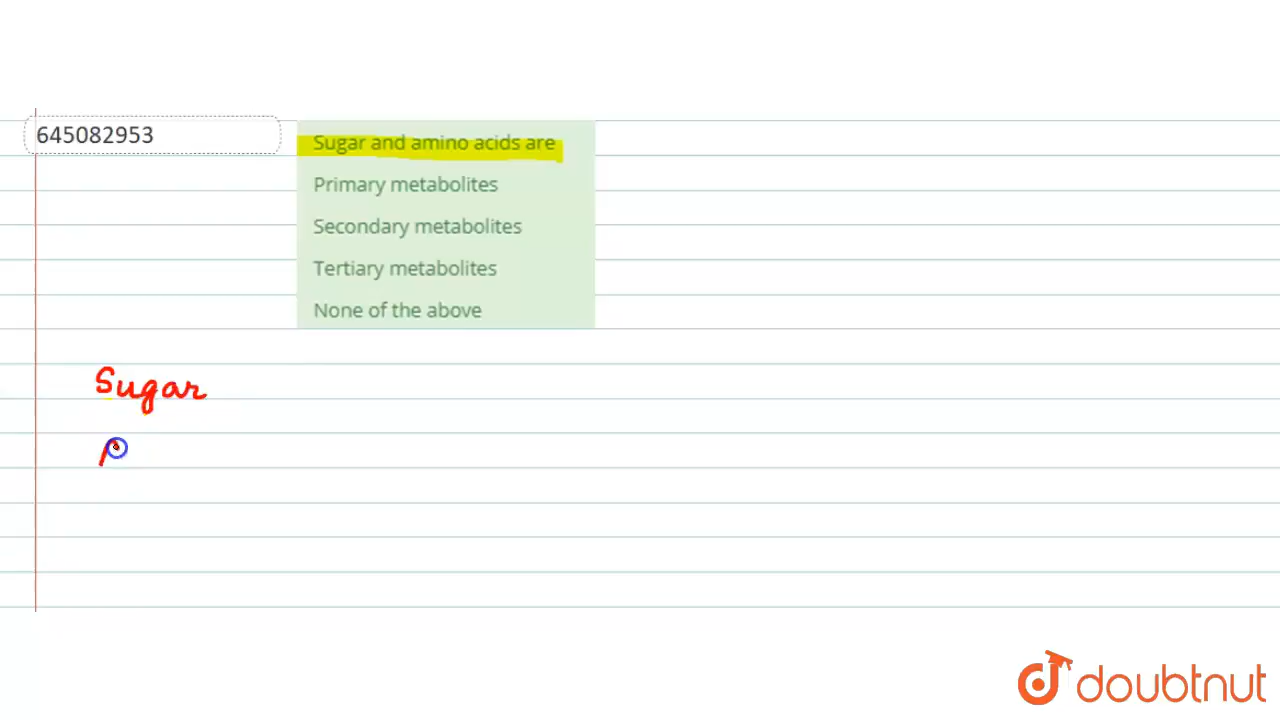 645082953
Sugar and amino acids are
Primary metabolites
Secondary metabolites
Tertiary metabolites
None of the above
Sugar
doubtnut